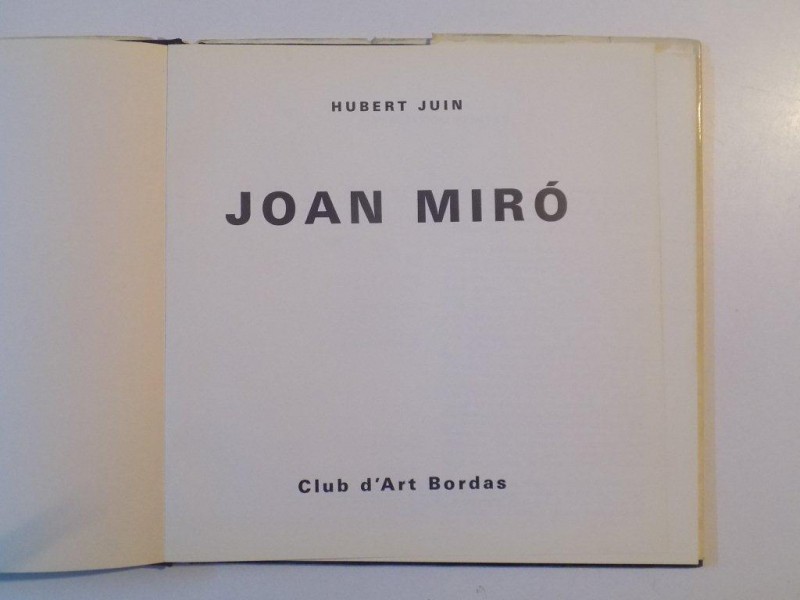 HUBERT JUIN
JOAN MIRÓ
Club d'Art Bordas